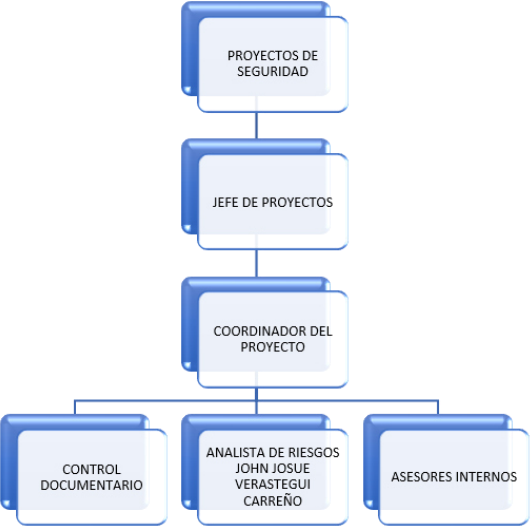 PROYECTOS DE
SEGURIDAD
JEFE DE PROYECTOS
COORDINADOR DEL
PROYECTO
CONTROL
DOCUMENTARIO
ANALISTA DE RIESGOS
JOHN JOSUE
VERASTEGUI
CARREÑO
ASESORES INTERNOS